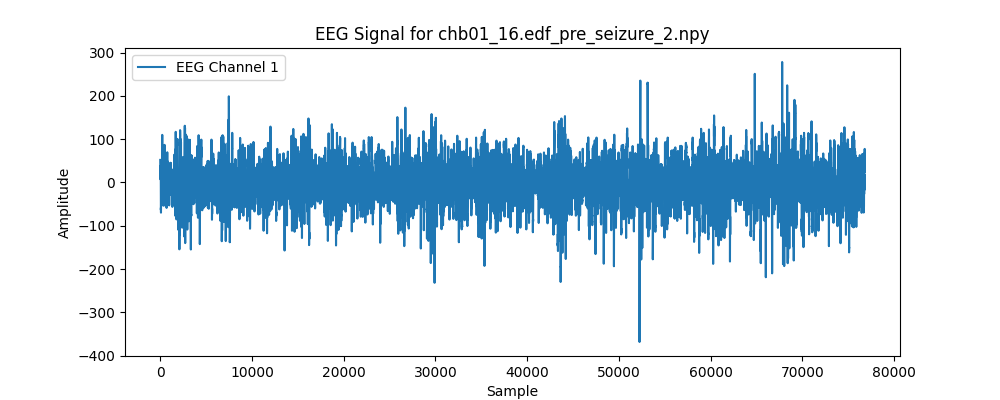 EEG Signal for chb01_16.edf_pre_seizure_2.npy
EEG Channel 1
300
200
100
0
−100
−200
−300
−400
Amplitude
0 10000 20000 30000 40000 50000 60000 70000 80000
Sample